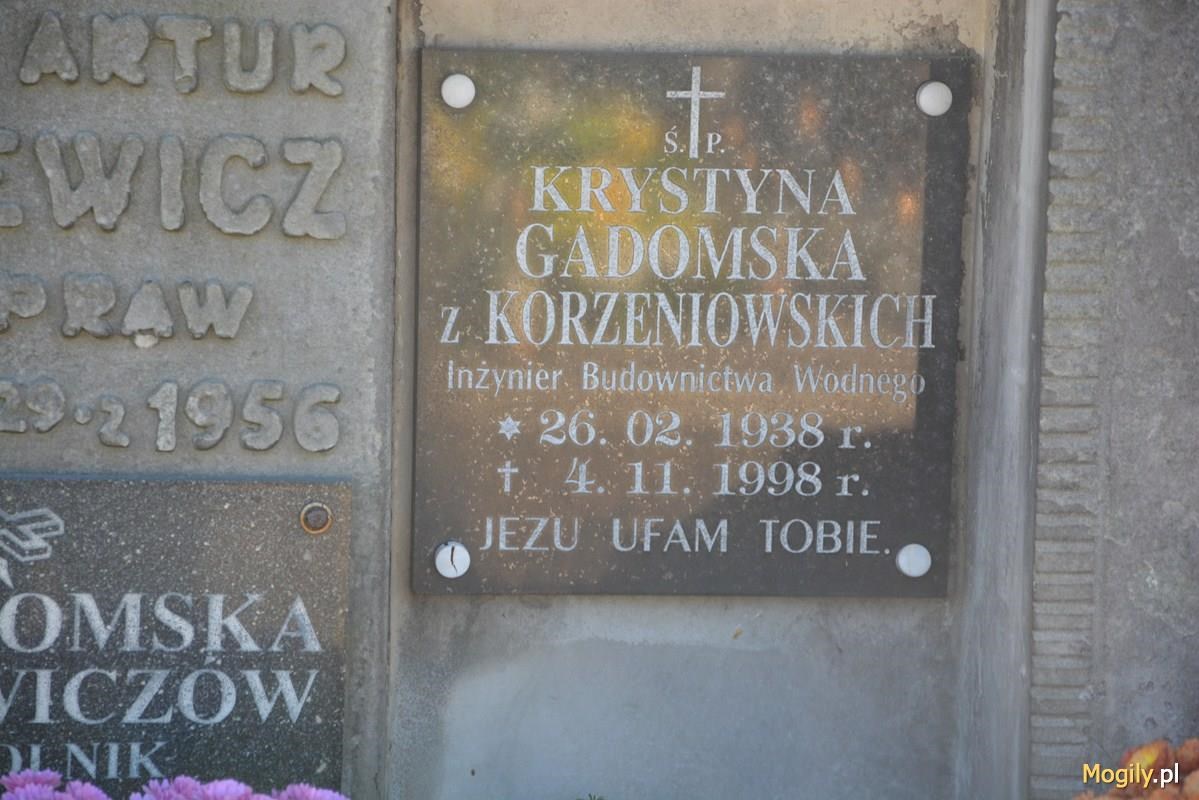 ARTUR
EWICZ
PRAW
29.2 1956
OMSKA
WICZÓW
OLNIK
Ś. P.
KRYSTYNA
GADOMSKA
z KORZENIOWSKICH
Inżynier Budownictwa Wodnego
* 26. 02. 1938 r.
† 4. 11. 1998 r.
JEZU UFAM TOBIE.
Mogily.pl